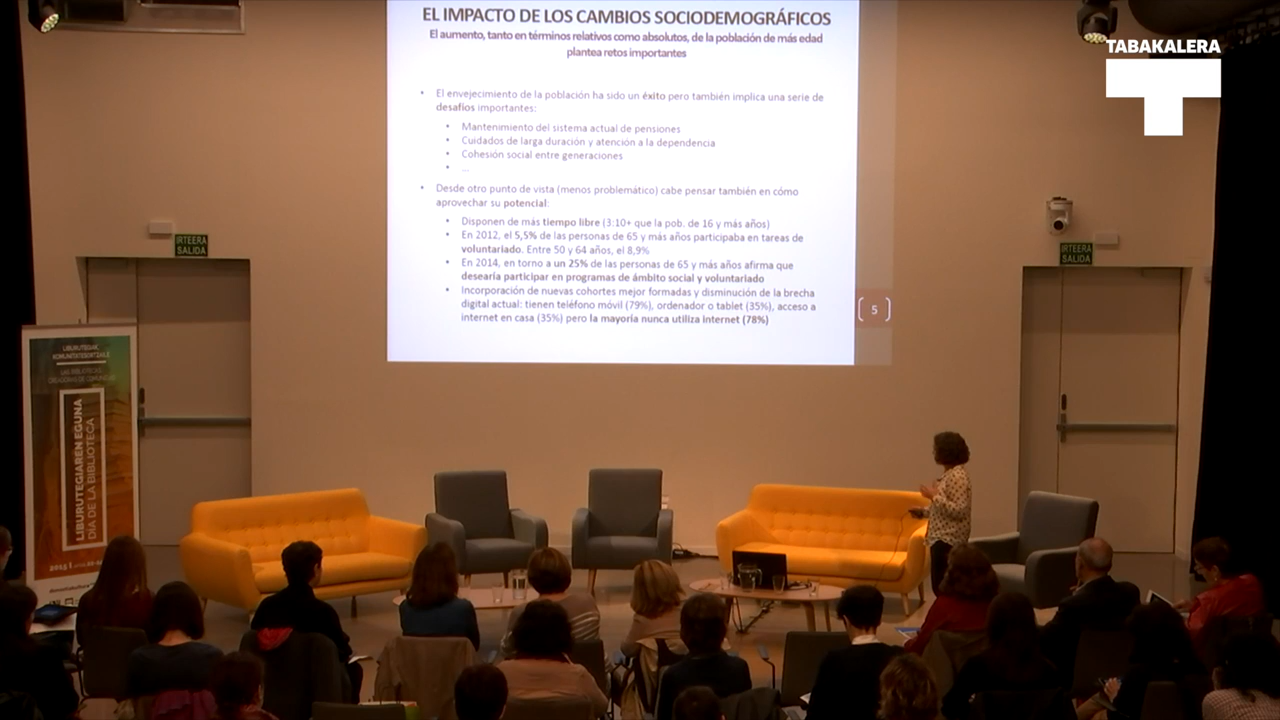 EL IMPACTO DE LOS CAMBIOS SOCIODEMOGRÁFICOS
El aumento, tanto en términos relativos como absolutos, de la población de más edad
plantea retos importantes
• El envejecimiento de la población ha sido un éxito pero también implica una serie de
desafíos importantes:
• Mantenimiento del sistema actual de pensiones
• Cuidados de larga duración y atención a la dependencia
• Cohesión social entre generaciones
• ...
• Desde otro punto de vista (menos problemático) cabe pensar también en cómo
aprovechar su potencial:
• Disponen de más tiempo libre (3:10+ que la pob. de 16 y más años)
• En 2012, el 5,5% de las personas de 65 y más años participaba en tareas de
voluntariado. Entre 50 y 64 años, el 8,9%
• En 2014, en torno a un 25% de las personas de 65 y más años afirma que
desearía participar en programas de ámbito social y voluntariado
• Incorporación de nuevas cohortes mejor formadas y disminución de la brecha
digital actual: tienen teléfono móvil (79%), ordenador o tablet (35%), acceso a
internet en casa (35%) pero la mayoría nunca utiliza internet (78%)
5
TABAKALERA
IRTEERA
SALIDA
IRTEERA
SALIDA
LIBURUTEGIAK,
KOMUNITATE SORTZAILE
LAS BIBLIOTECAS,
CREADORAS DE COMUNIDAD
LIBURUTEGIAREN EGUNA
DÍA DE LA BIBLIOTECA
2015